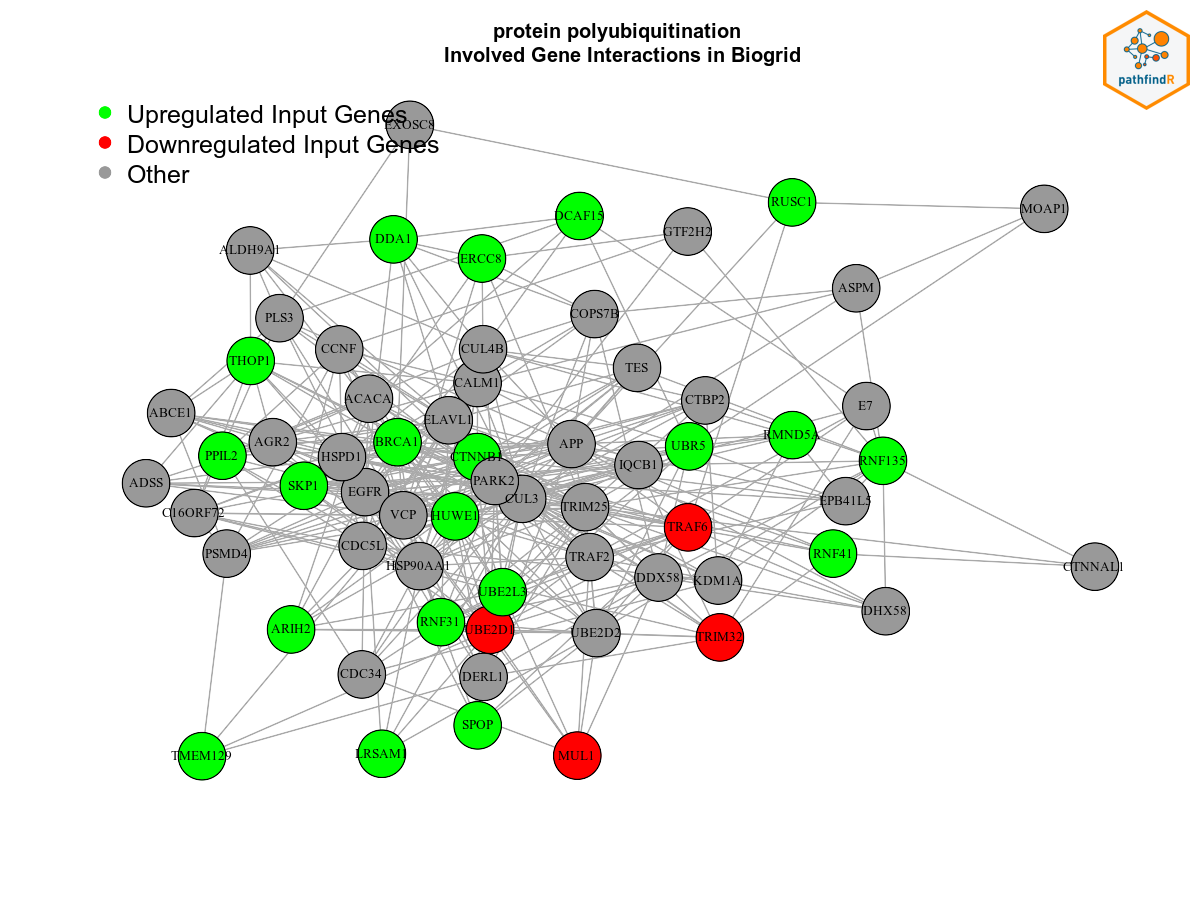 protein polyubiquitination
Involved Gene Interactions in Biogrid
pathfindR
Upregulated Input Genes
Downregulated Input Genes
Other
EXOSC8
RUSC1
MOAP1
DCAF15
GTF2H2
DDA1
ALDH9A1
ERCC8
ASPM
COPS7B
PLS3
CCNF
CUL4B
THOP1
TES
CALM1
ACACA
CTBP2
E7
ABCE1
ELAVL1
RMND5A
AGR2
BRCA1
APP
UBR5
PPIL2
HSPD1
CTNNB1
IQCB1
RNF135
ADSS
SKP1
PARK2
EGFR
CUL3
EPB41L5
C16ORF72
VCP
HUWE1
TRIM25
TRAF6
PSMD4
CDC5L
TRAF2
RNF41
HSP90AA1
CTNNAL1
DDX58
KDM1A
UBE2L3
DHX58
ARIH2
RNF31
UBE2D1
UBE2D2
TRIM32
CDC34
DERL1
SPOP
TMEM129
LRSAM1
MUL1